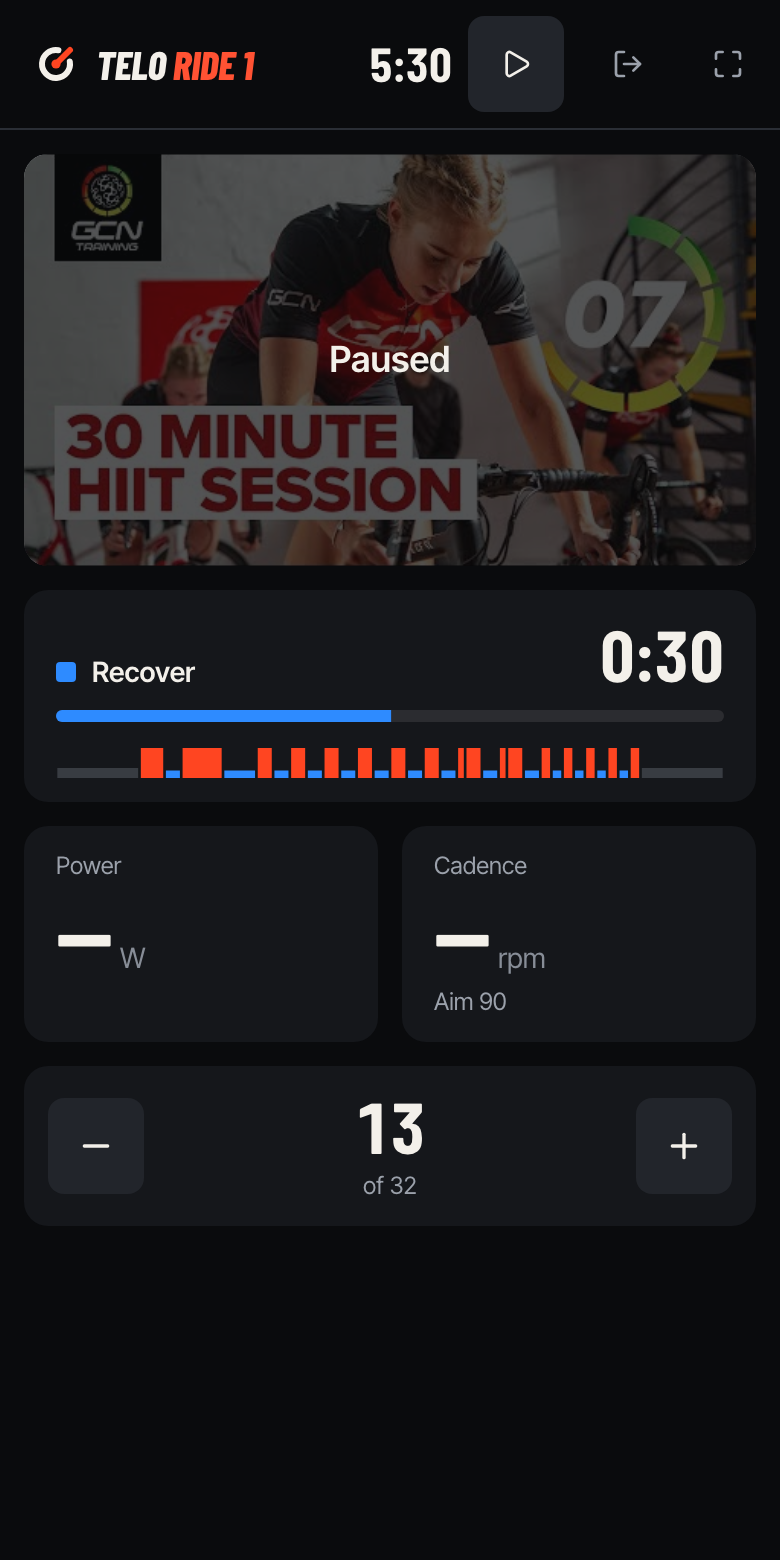 TELO RIDE 1
5:30
GCN
TRAINING
GCN
GCN
07
Paused
30 MINUTE
HIIT SESSION
Recover
0:30
Power
Cadence
— W
— rpm
Aim 90
13
of 32